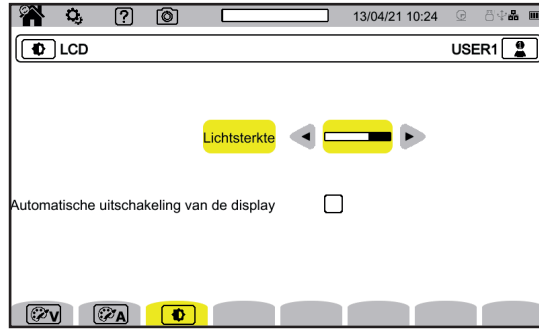 13/04/21 10:24
LCD USER1
Lichtsterkte
Automatische uitschakeling van de display
V A